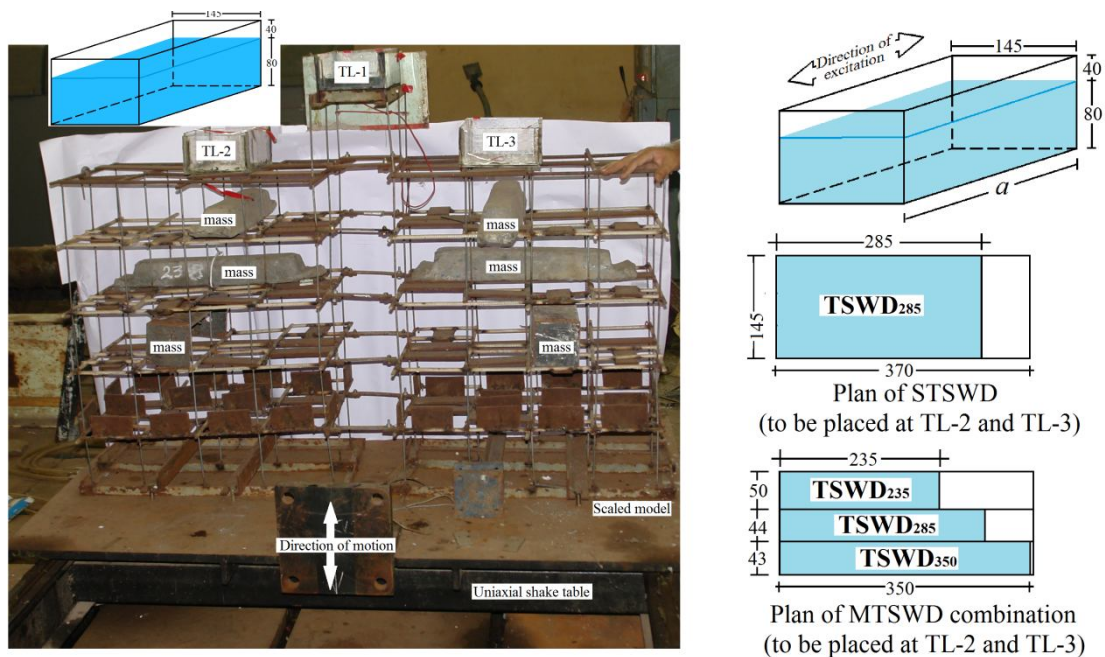 145
40
80
TL-1
TL-2
TL-3
mass
mass
23 8
mass
mass
mass
mass
Scaled model
Direction of motion
Uniaxial shake table
Direction of
excitation
145
40
80
a
285
145
TSWD285
370
Plan of STSWD
(to be placed at TL-2 and TL-3)
235
50
TSWD235
44
TSWD285
43
TSWD350
350
Plan of MTSWD combination
(to be placed at TL-2 and TL-3)